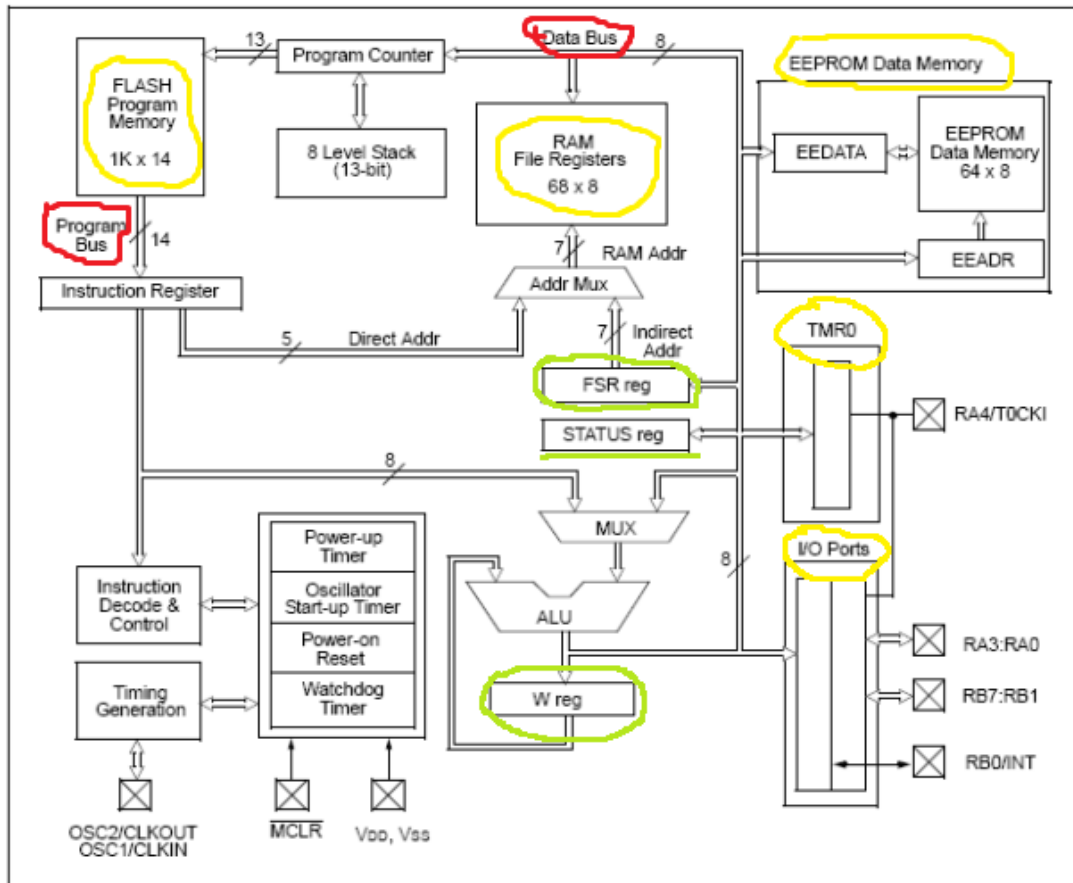 13
Program Counter
Data Bus
8
EEPROM Data Memory
FLASH
Program
Memory
1K x 14
8 Level Stack
(13-bit)
RAM
File Registers
68 x 8
EEDATA
EEPROM
Data Memory
64 x 8
EEADR
Program
Bus
14
7
RAM Addr
Instruction Register
Addr Mux
5
Direct Addr
7
Indirect
Addr
TMR0
FSR reg
RA4/T0CKI
STATUS reg
8
MUX
I/O Ports
8
Power-up
Timer
Instruction
Decode &
Control
Oscillator
Start-up Timer
ALU
Power-on
Reset
RA3:RA0
Timing
Generation
Watchdog
Timer
W reg
RB7:RB1
RB0/INT
OSC2/CLKOUT
OSC1/CLKIN
MCLR
VDD, VSS